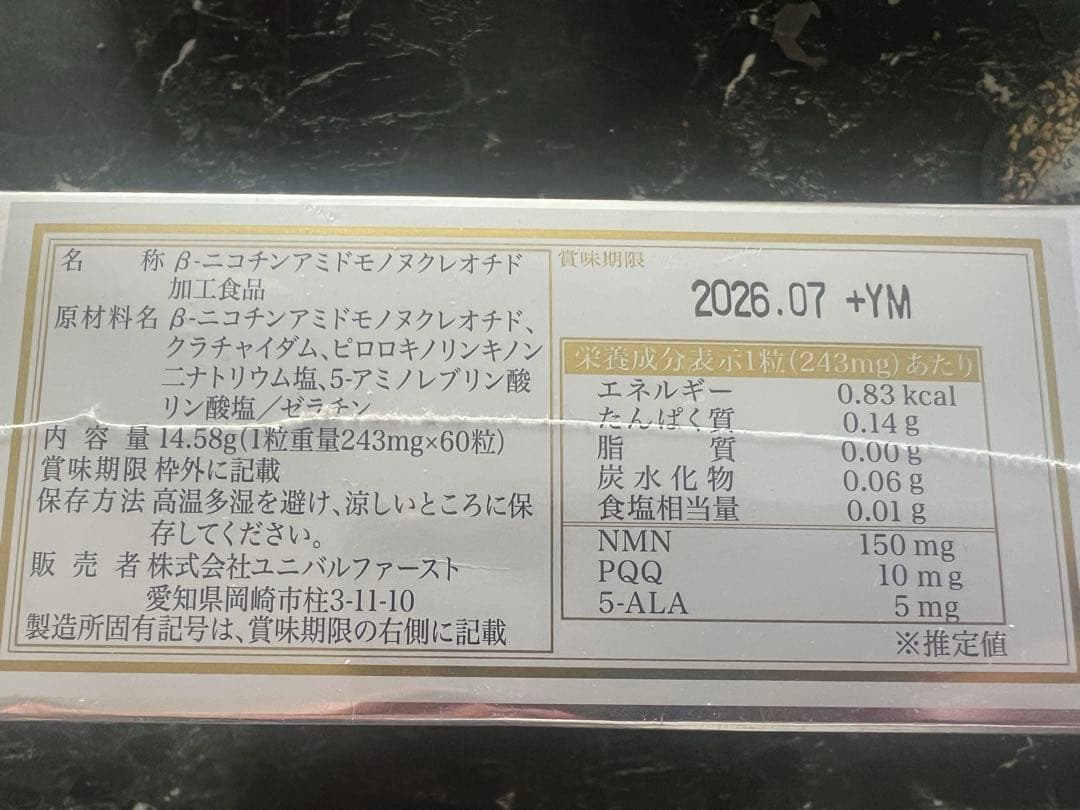 名 称 β-ニコチンアミドモノヌクレオチド
加工食品
原材料名 β-ニコチンアミドモノヌクレオチド、
クラチャイダム、ピロロキノリンキノン
二ナトリウム塩、5-アミノレブリン酸
リン酸塩／ゼラチン
内 容 量 14.58g(1粒重量243mg×60粒)
賞味期限 枠外に記載
保存方法 高温多湿を避け、涼しいところに保
存してください。
販 売 者 株式会社ユニバルファースト
愛知県岡崎市柱3-11-10
製造所固有記号は、賞味期限の右側に記載
賞味期限
2026.07 +YM
栄養成分表示1粒(243mg)あたり
エネルギー 0.83 kcal
たんぱく質 0.14 g
脂 質 0.00 g
炭水化物 0.06 g
食塩相当量 0.01 g
NMN 150 mg
PQQ 10 mg
5-ALA 5 mg
※推定値